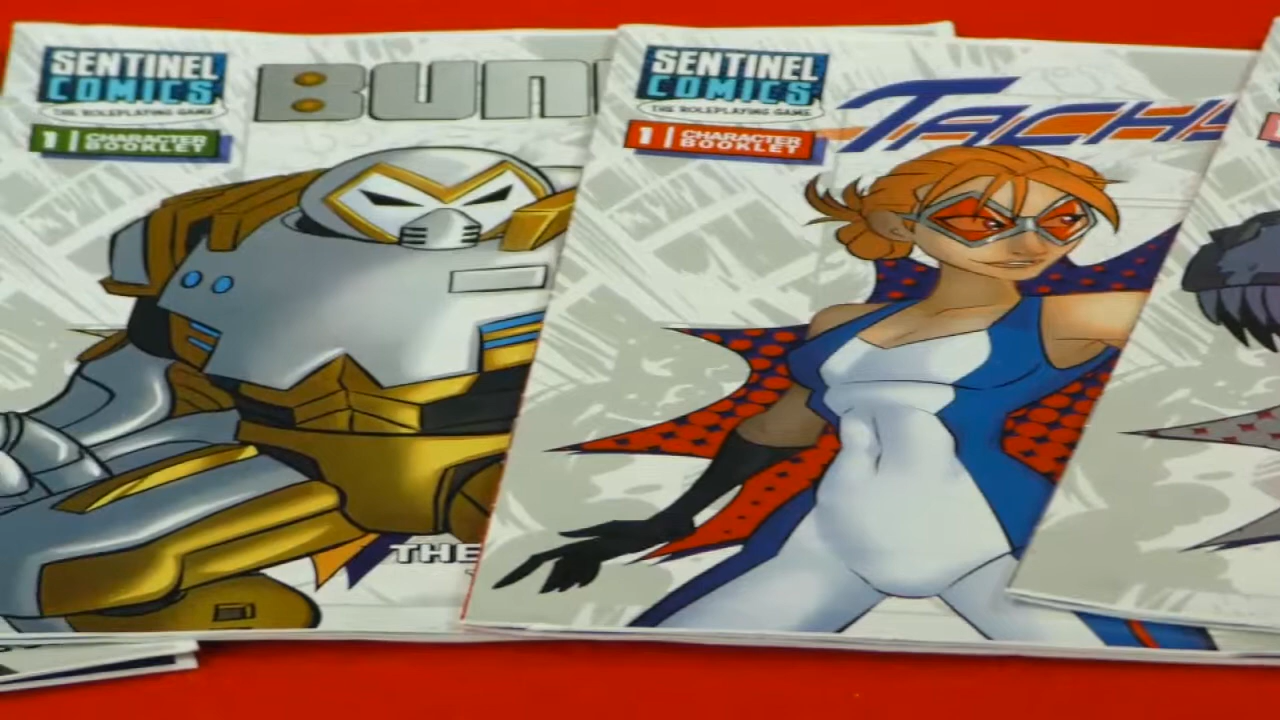 SENTINEL
COMICS
THE ROLEPLAYING GAME
1 | CHARACTER
BOOKLET
BUN
THE
SENTINEL
COMICS
THE ROLEPLAYING GAME
1 | CHARACTER
BOOKLET
TACH